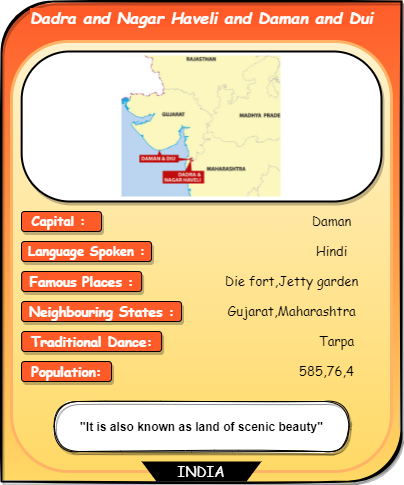 Dadra and Nagar Haveli and Daman and Dui
RAJASTHAN
GUJARAT
MADHYA PRADE
DAMAN & DIU
MAHARASHTRA
DADRA &
NAGAR HAVELI
Capital : Daman
Language Spoken : Hindi
Famous Places : Die fort,Jetty garden
Neighbouring States : Gujarat,Maharashtra
Traditional Dance: Tarpa
Population: 585,76,4
"It is also known as land of scenic beauty"
INDIA